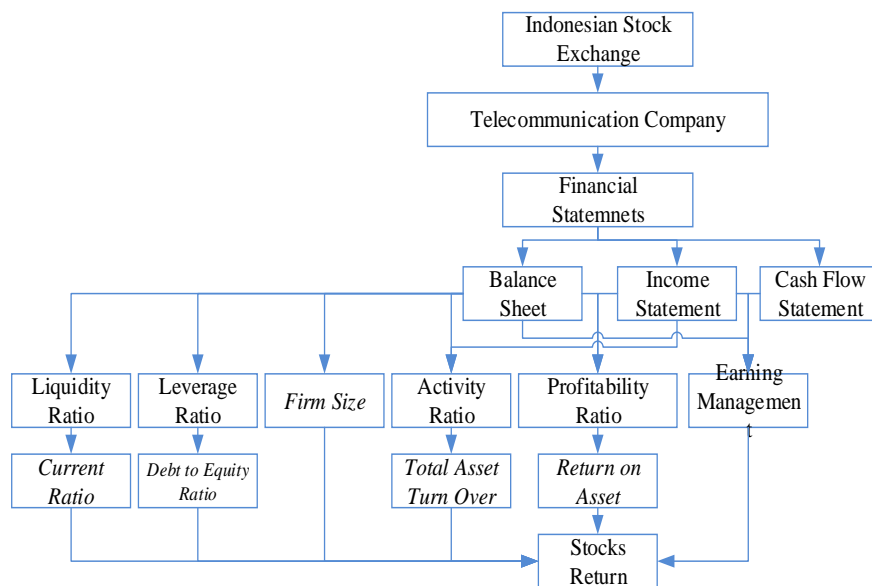 Indonesian Stock
Exchange
Telecommunication Company
Financial
Statemnets
Balance
Sheet
Income
Statement
Cash Flow
Statement
Liquidity
Ratio
Leverage
Ratio
Firm Size
Activity
Ratio
Profitability
Ratio
Earning
Managemen
t
Current
Ratio
Debt to Equity
Ratio
Total Asset
Turn Over
Return on
Asset
Stocks
Return